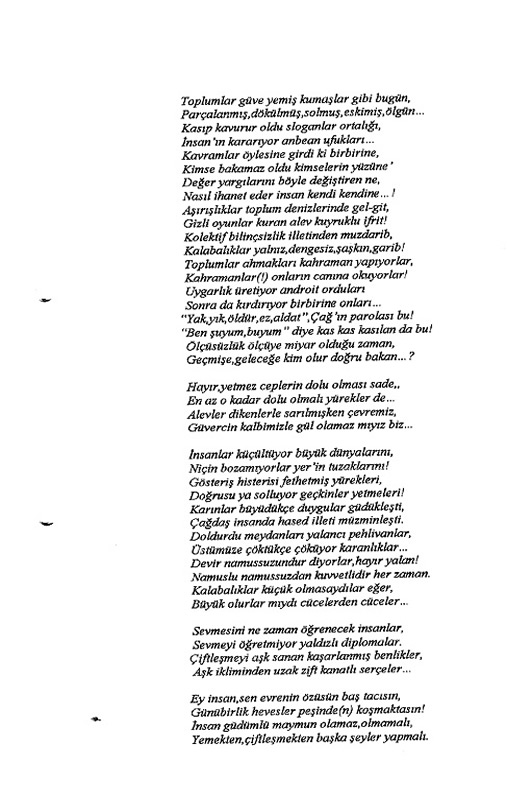 Toplumlar güve yemiş kumaşlar gibi bugün,
Parçalanmış,dökülmüş,solmuş,eskimiş,ölgün...
Kasıp kavurur oldu sloganlar ortalığı,
İnsan'ın kararıyor anbean ufukları...
Kavramlar öylesine girdi ki birbirine,
Kimse bakamaz oldu kimselerin yüzüne'
Değer yargılarını böyle değiştiren ne,
Nasıl ihanet eder insan kendi kendine...!
Aşırışlıklar toplum denizlerinde gel-git,
Gizli oyunlar kuran alev kuyruklu ifrit!
Kolektif bilinçsizlik illetinden muzdarib,
Kalabalıklar yalnız,dengesiz,şaşkın,garib!
Toplumlar ahmakları kahraman yapıyorlar,
Kahramanlar(!) onların canına okuyorlar!
Uygarlık üretiyor android orduları
Sonra da kırdırıyor birbirine onları...
"Yak,yık,öldür,ez,aldat",Çağ'ın parolası bu!
"Ben şuyum,buyum" diye kas kas kasılan da bu!
Ölçüsüzlük ölçüye miyar olduğu zaman,
Geçmişe,geleceğe kim olur doğru bakan...?

Hayır,yetmez ceplerin dolu olması sade,,
En az o kadar dolu olmalı yürekler de...
Alevler dikenlerle sarılmışken çevremiz,
Güvercin kalbimizle gül olamaz mıyız biz...

İnsanlar küçültüyor büyük dünyalarını,
Niçin bozamıyorlar yer'in tuzaklarını!
Gösteriş histerisi fethetmiş yürekleri,
Doğrusu ya solluyor geçkinler yetmeleri!
Karınlar büyüdükçe duygular güdükleşti,
Çağdaş insanda hased illeti müzminleşti.
Doldurdu meydanları yalancı pehlivanlar,
Üstümüze çöktükçe çöküyor karanlıklar...
Devir namussuzundur diyorlar,hayır yalan!
Namuslu namussuzdan kuvvetlidir her zaman.
Kalabalıklar küçük olmasaydılar eğer,
Büyük olurlar mıydı cücelerden cüceler...

Sevmesini ne zaman öğrenecek insanlar,
Sevmeyi öğretmiyor yaldızlı diplomalar.
Çiftleşmeyi aşk sanan kaşarlanmış benlikler,
Aşk ikliminden uzak zift kanatlı serçeler...

Ey insan,sen evrenin özüsün baş tacısın,
Günübirlik hevesler peşinde(n) koşmaktasın!
İnsan güdümlü maymun olamaz,olmamalı,
Yemekten,çiftleşmekten başka şeyler yapmalı.